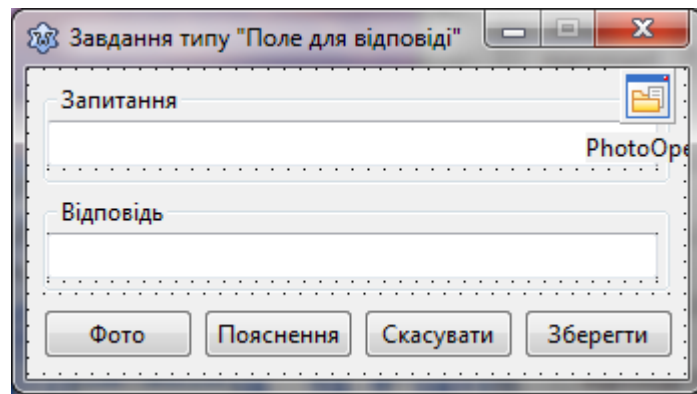 Завдання типу "Поле для відповіді"
Запитання
PhotoOpe
Відповідь
Фото Пояснення Скасувати Зберегти